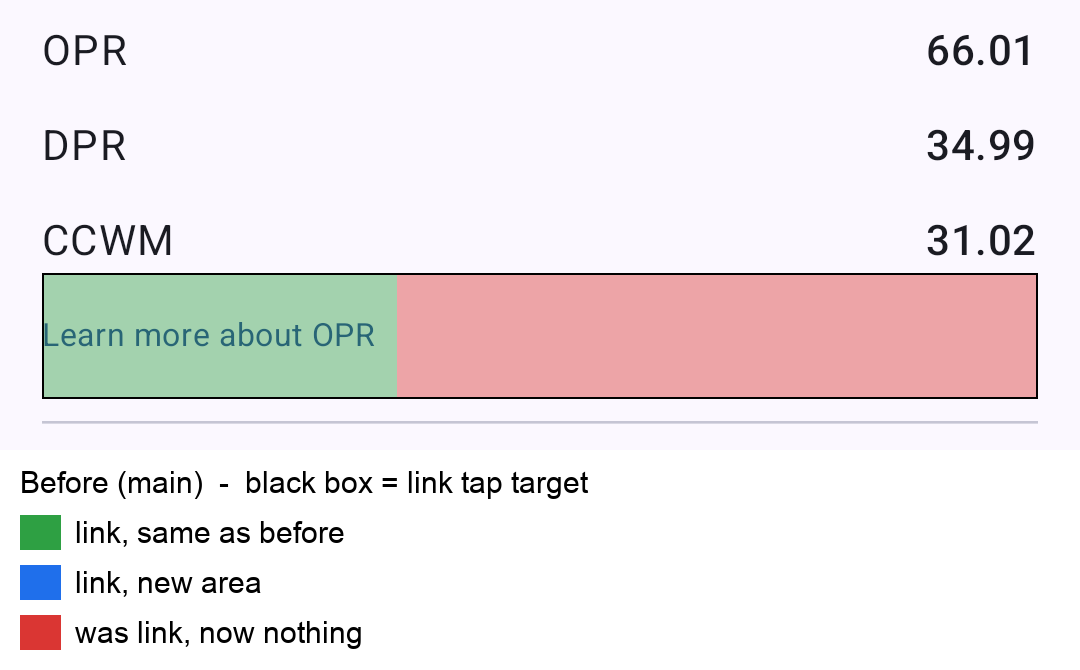 OPR 66.01
DPR 34.99
CCWM 31.02
Learn more about OPR
Before (main) - black box = link tap target
link, same as before
link, new area
was link, now nothing